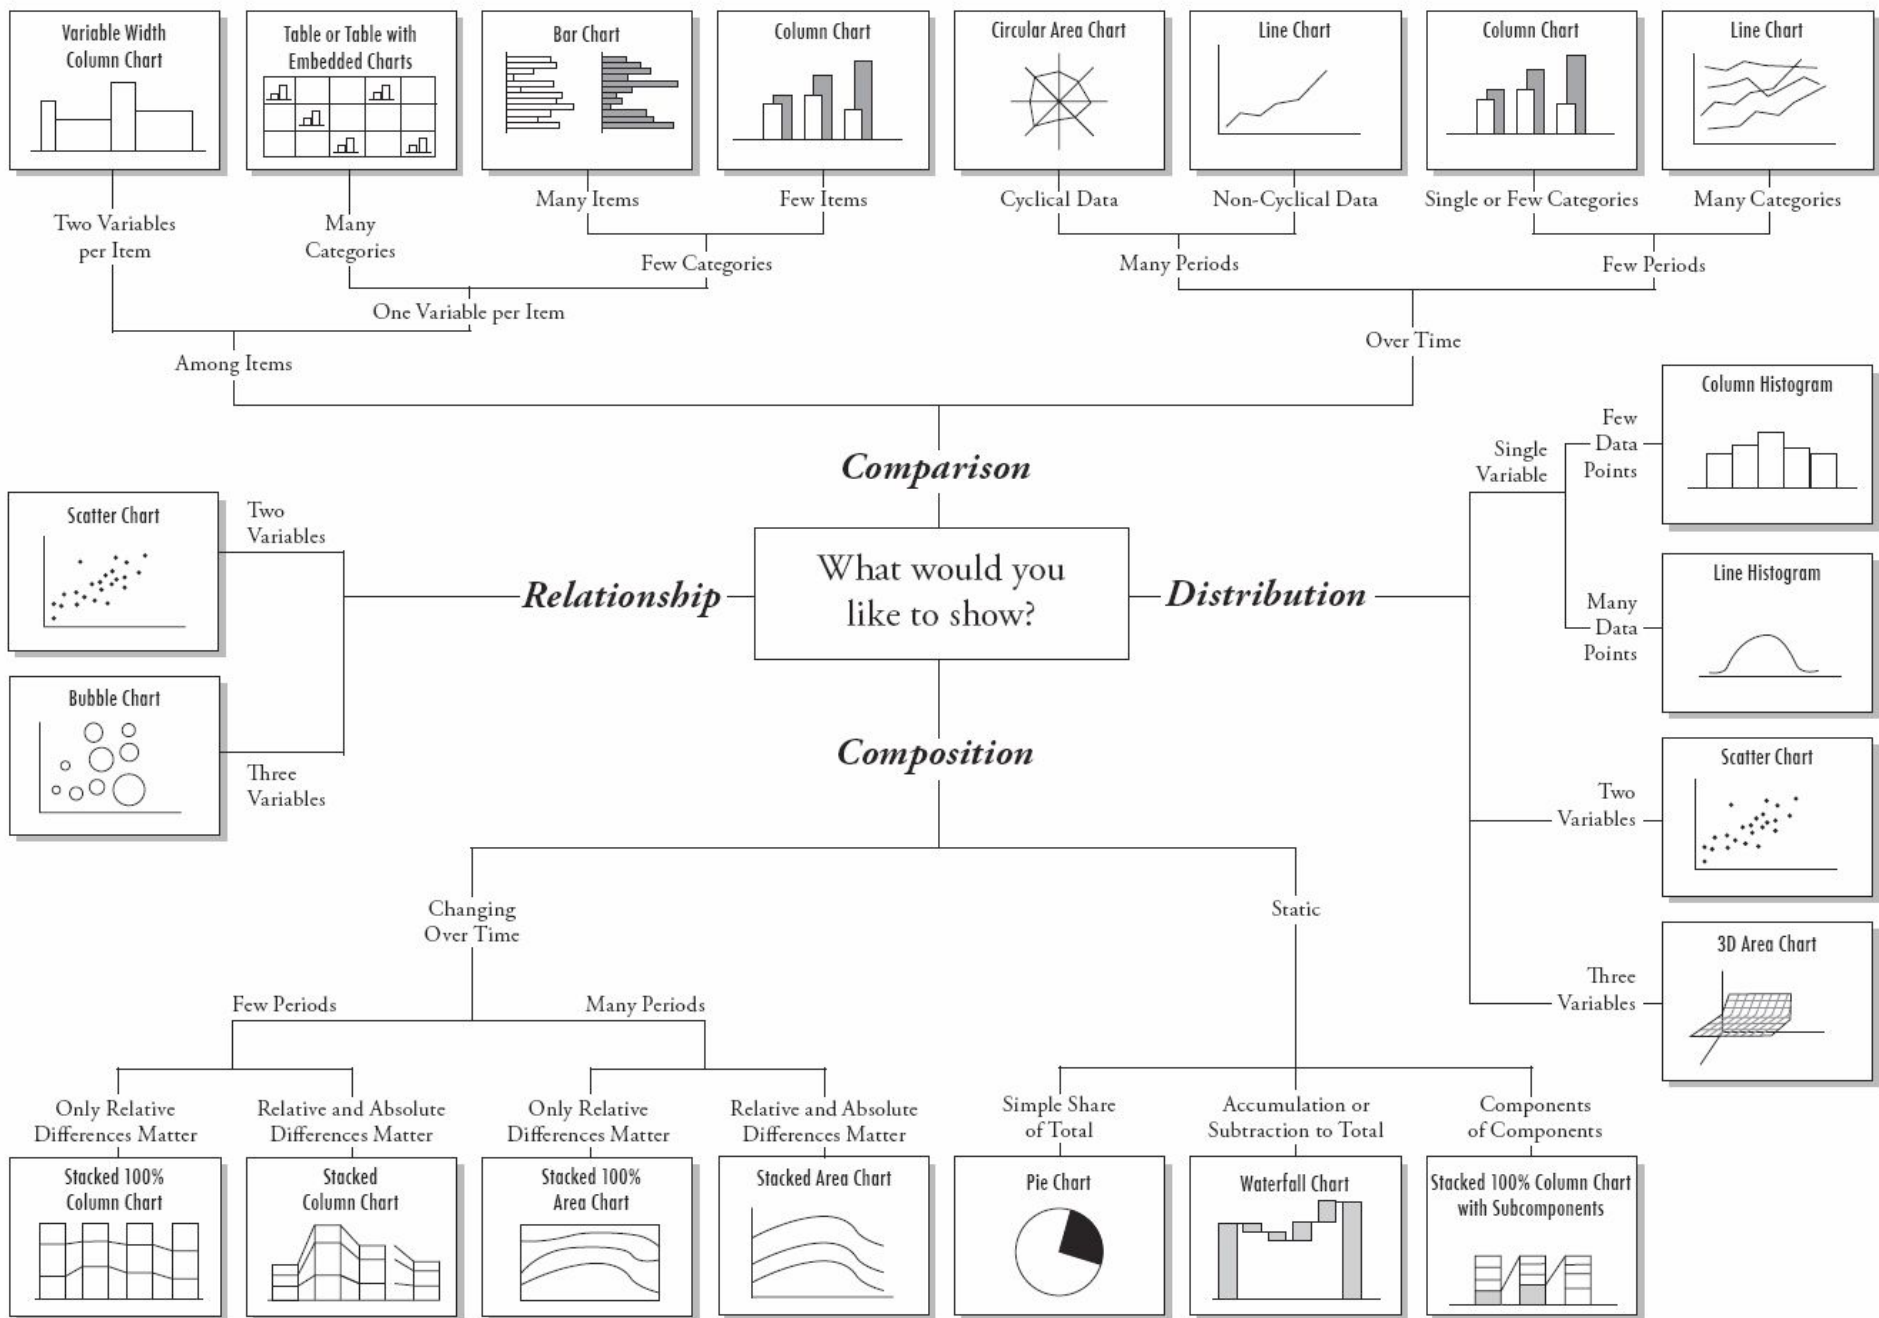 Variable Width
Column Chart
Table or Table with
Embedded Charts
Bar Chart
Column Chart
Circular Area Chart
Line Chart
Column Chart
Line Chart
Two Variables
per Item
Many
Categories
Many Items
Few Items
Cyclical Data
Non-Cyclical Data
Single or Few Categories
Many Categories
Few Categories
Many Periods
Few Periods
One Variable per Item
Over Time
Among Items
Comparison
Relationship
What would you
like to show?
Distribution
Composition
Scatter Chart
Two
Variables
Bubble Chart
Three
Variables
Single
Variable
Few
Data
Points
Column Histogram
Many
Data
Points
Line Histogram
Two
Variables
Scatter Chart
Three
Variables
3D Area Chart
Changing
Over Time
Static
Few Periods
Many Periods
Only Relative
Differences Matter
Relative and Absolute
Differences Matter
Only Relative
Differences Matter
Relative and Absolute
Differences Matter
Simple Share
of Total
Accumulation or
Subtraction to Total
Components
of Components
Stacked 100%
Column Chart
Stacked
Column Chart
Stacked 100%
Area Chart
Stacked Area Chart
Pie Chart
Waterfall Chart
Stacked 100% Column Chart
with Subcomponents